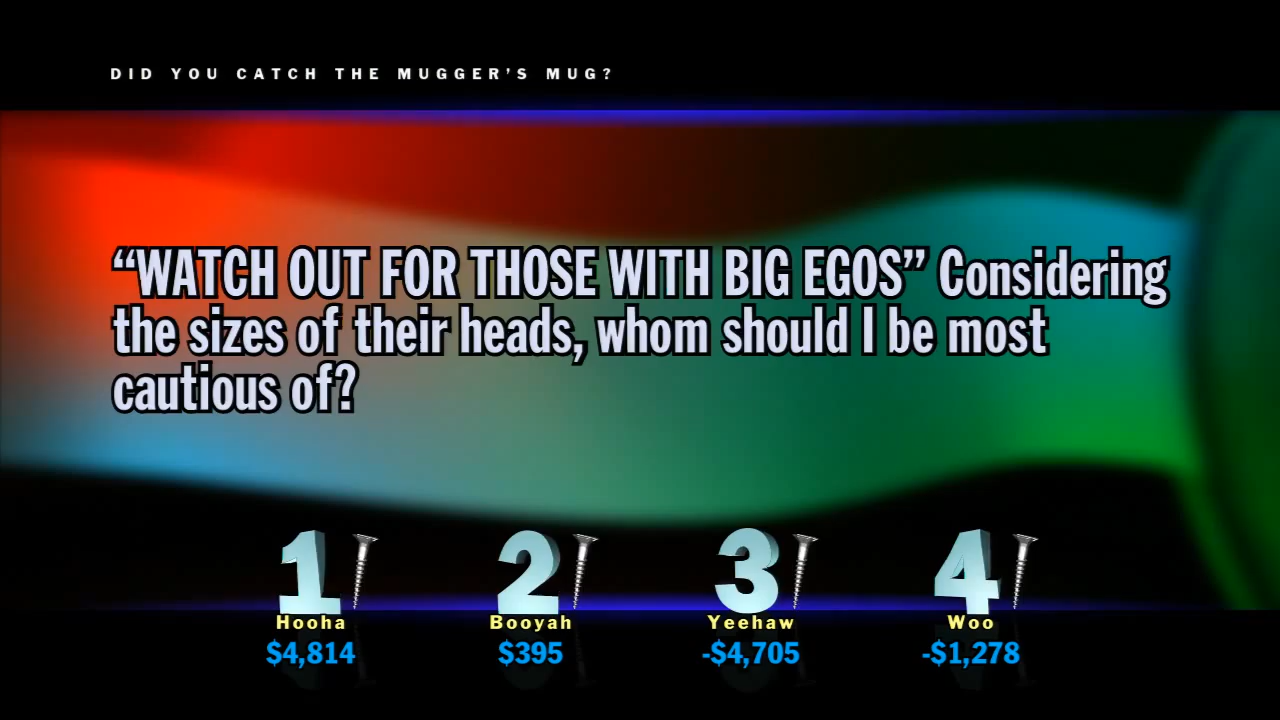 DID YOU CATCH THE MUGGER'S MUG?
“WATCH OUT FOR THOSE WITH BIG EGOS” Considering
the sizes of their heads, whom should I be most
cautious of?
1 2 3 4
Hooha Booyah Yeehaw Woo
$4,814 $395 -$4,705 -$1,278